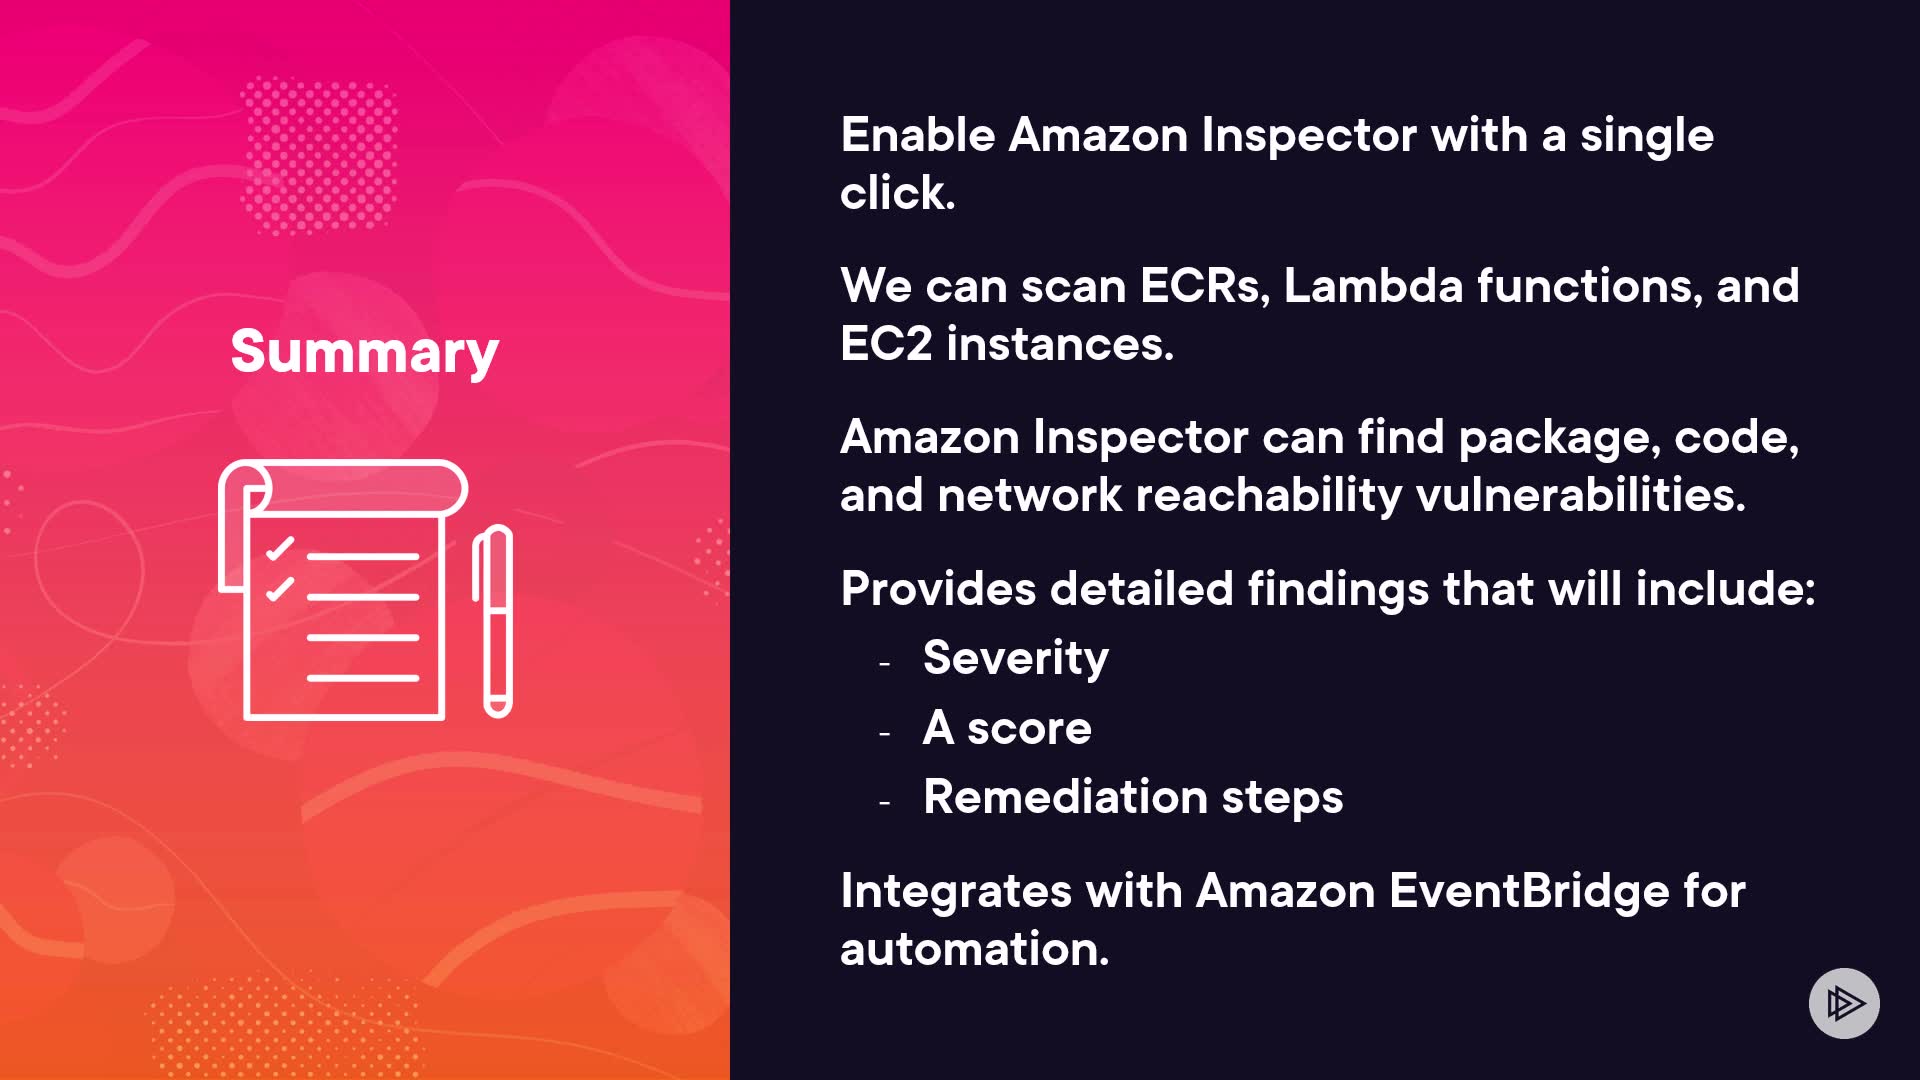 Summary
Enable Amazon Inspector with a single
click.
We can scan ECRs, Lambda functions, and
EC2 instances.
Amazon Inspector can find package, code,
and network reachability vulnerabilities.
Provides detailed findings that will include:
- Severity
- A score
- Remediation steps
Integrates with Amazon EventBridge for
automation.